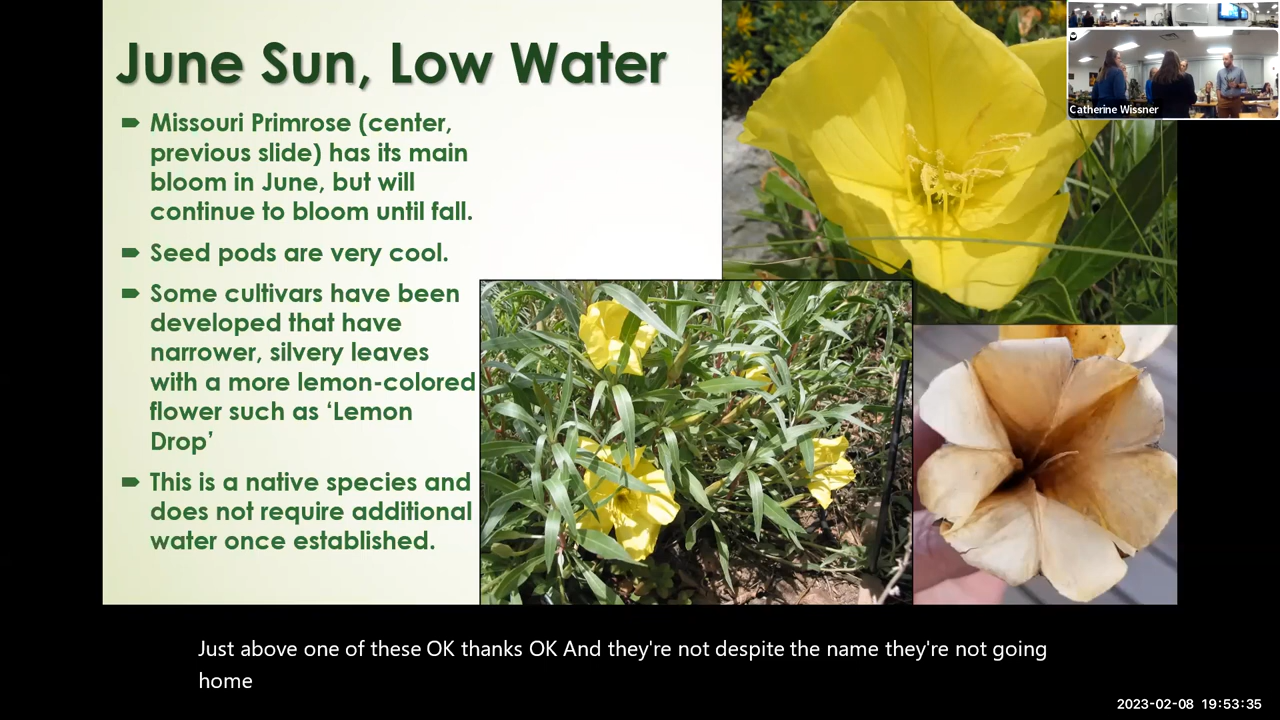 June Sun, Low Water
Missouri Primrose (center,
previous slide) has its main
bloom in June, but will
continue to bloom until fall.
Seed pods are very cool.
Some cultivars have been
developed that have
narrower, silvery leaves
with a more lemon-colored
flower such as ‘Lemon
Drop’
This is a native species and
does not require additional
water once established.
Catherine Wissner
Just above one of these OK thanks OK And they're not despite the name they're not going
home
2023-02-08 19:53:35